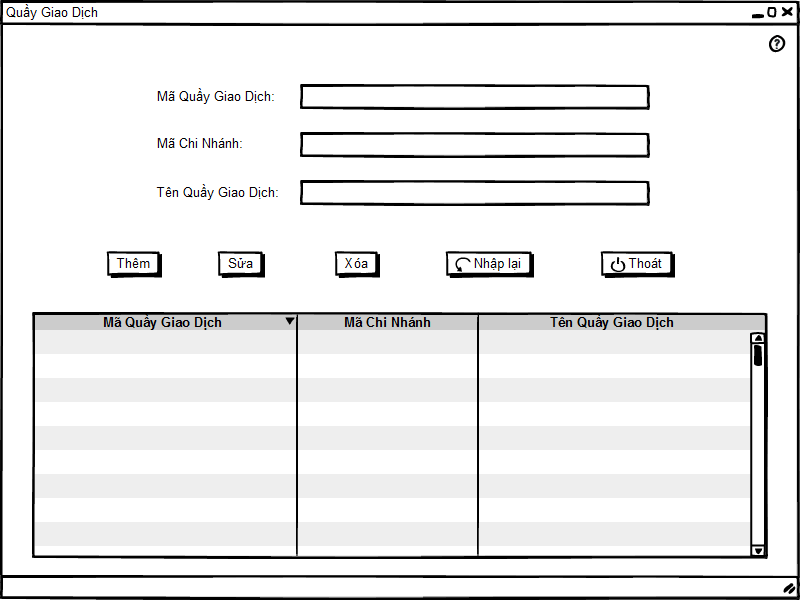 Quầy Giao Dịch
Mã Quầy Giao Dịch:
Mã Chi Nhánh:
Tên Quầy Giao Dịch:
Thêm Sửa Xóa Nhập lại Thoát
Mã Quầy Giao Dịch Mã Chi Nhánh Tên Quầy Giao Dịch